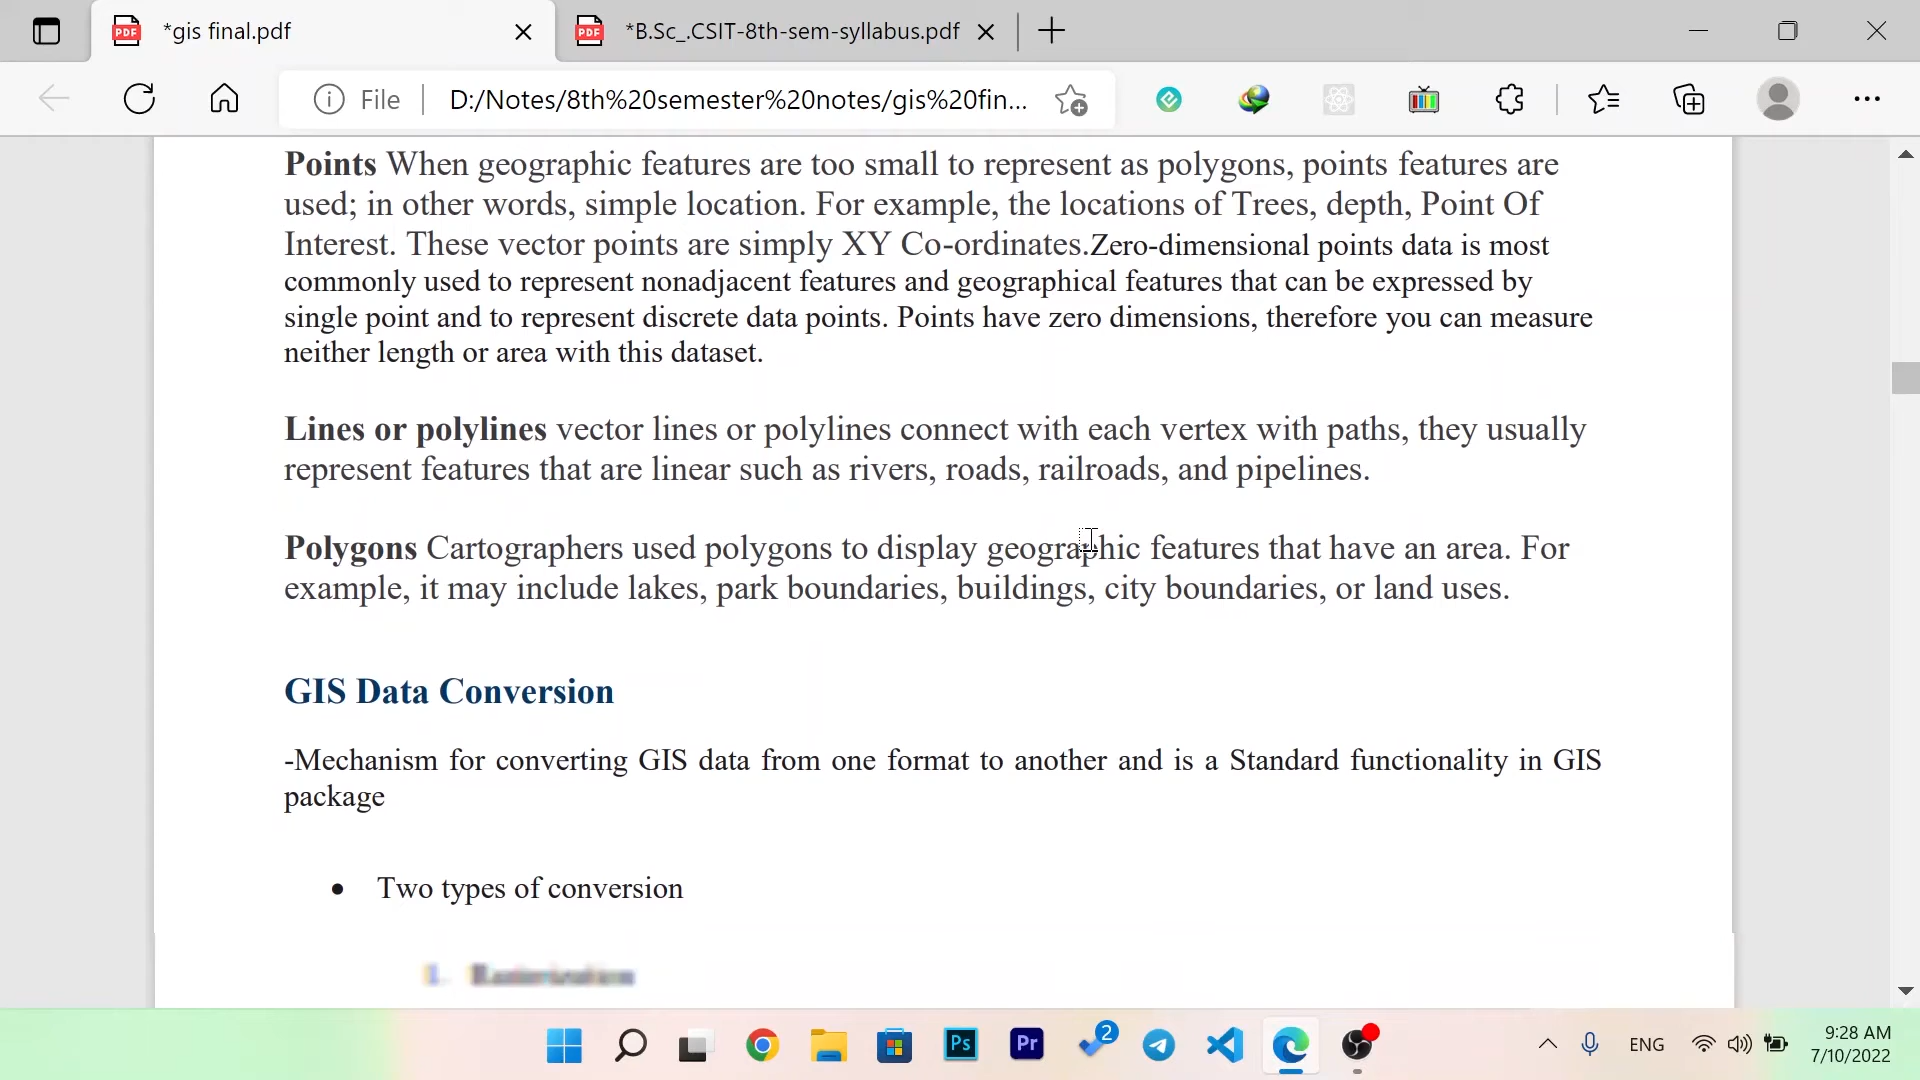 *gis final.pdf
*B.Sc_.CSIT-8th-sem-syllabus.pdf
File
D:/Notes/8th%20semester%20notes/gis%20fin...
Points When geographic features are too small to represent as polygons, points features are
used; in other words, simple location. For example, the locations of Trees, depth, Point Of
Interest. These vector points are simply XY Co-ordinates.Zero-dimensional points data is most
commonly used to represent nonadjacent features and geographical features that can be expressed by
single point and to represent discrete data points. Points have zero dimensions, therefore you can measure
neither length or area with this dataset.
Lines or polylines vector lines or polylines connect with each vertex with paths, they usually
represent features that are linear such as rivers, roads, railroads, and pipelines.
Polygons Cartographers used polygons to display geographic features that have an area. For
example, it may include lakes, park boundaries, buildings, city boundaries, or land uses.
GIS Data Conversion
-Mechanism for converting GIS data from one format to another and is a Standard functionality in GIS
package
• Two types of conversion
PDF
PDF
Ps
Pr
2
ENG
9:28 AM
7/10/2022